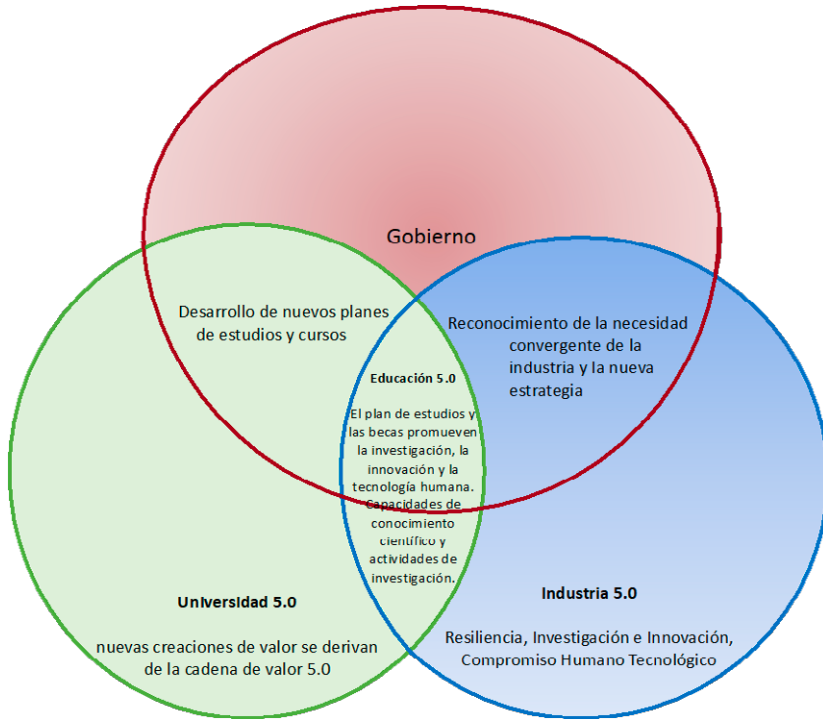 Gobierno
Desarrollo de nuevos planes
de estudios y cursos
Reconocimiento de la necesidad
convergente de la
industria y la nueva
estrategia
Educación 5.0
El plan de estudios y
las becas promueven
la investigación, la
innovación y la
tecnología humana.
Capacidades de
conocimiento
científico y
actividades de
investigación.
Universidad 5.0
nuevas creaciones de valor se derivan
de la cadena de valor 5.0
Industria 5.0
Resiliencia, Investigación e Innovación,
Compromiso Humano Tecnológico